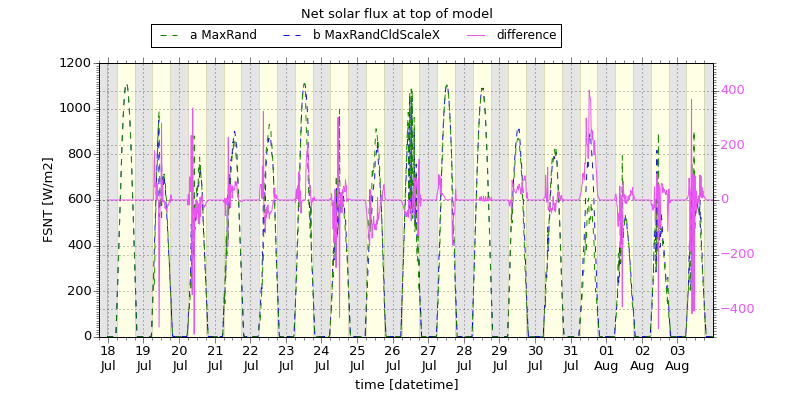 Net solar flux at top of model
a MaxRand b MaxRandCldScaleX difference
FSNT [W/m2]
1200
1000
800
600
400
200
0
400
200
0
−200
−400
18 19 20 21 22 23 24 25 26 27 28 29 30 31 01 02 03
Jul Jul Jul Jul Jul Jul Jul Jul Jul Jul Jul Jul Jul Jul Aug Aug Aug
time [datetime]